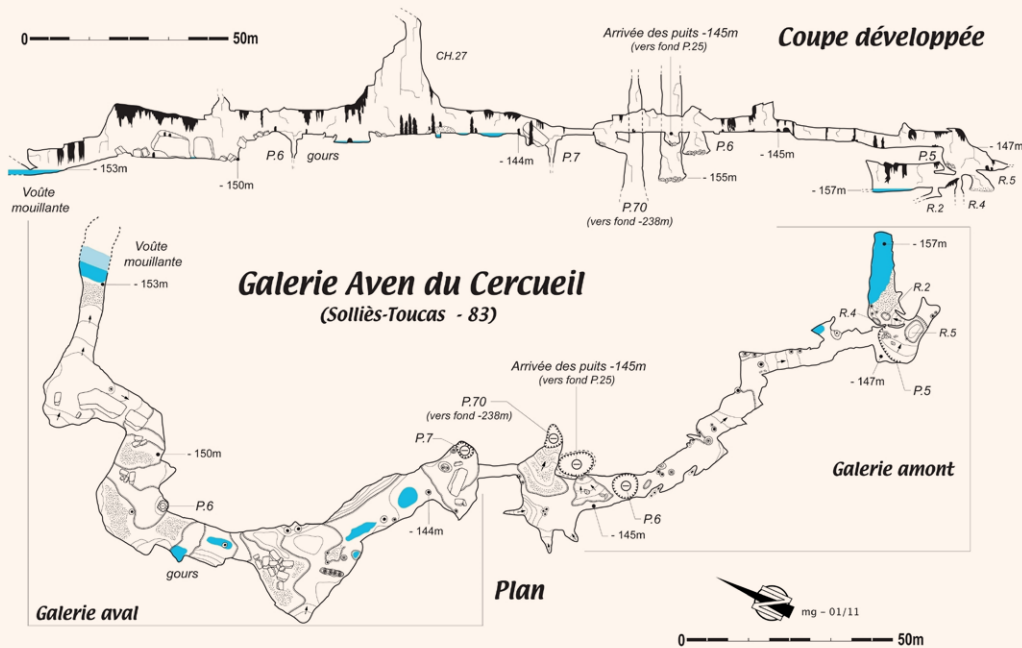 0 50m
CH.27
Arrivée des puits -145m
(vers fond P.25)
Coupe développée
- 153m
Voûte
mouillante
- 150m
P.6
gours
- 144m
P.7
P.70
(vers fond -238m)
- 155m
P.6
- 145m
P.5
- 147m
R.5
R.4
R.2
- 157m
Voûte
mouillante
- 153m
Galerie Aven du Cercueil
(Solliès-Toucas - 83)
- 157m
R.2
R.4
R.5
- 147m
P.5
Arrivée des puits -145m
(vers fond P.25)
P.70
(vers fond -238m)
P.7
- 150m
P.6
- 144m
P.6
- 145m
Galerie amont
gours
Plan
Galerie aval
N
mg - 01/11
0 50m